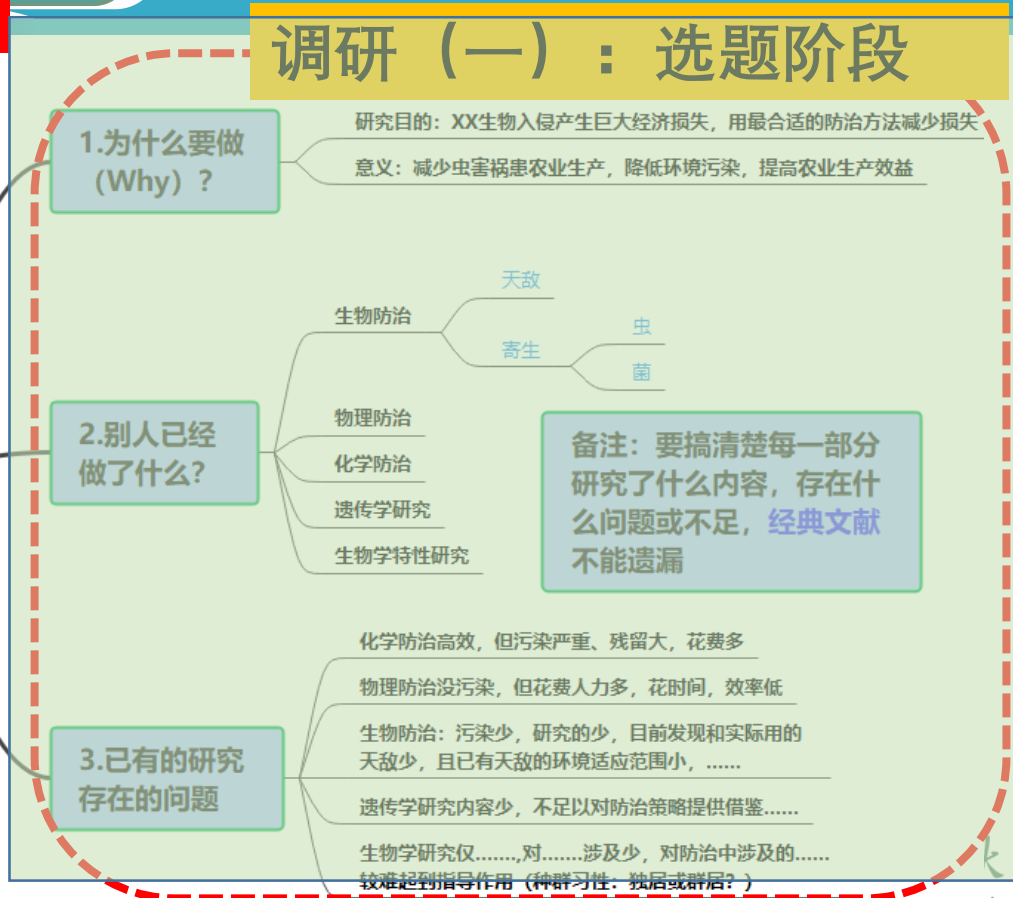 调研（一）：选题阶段
1.为什么要做
（Why）?
研究目的：XX生物入侵产生巨大经济损失，用最合适的防治方法减少损失
意义：减少虫害祸患农业生产，降低环境污染，提高农业生产效益
2.别人已经
做了什么?
生物防治
天敌
寄生
虫
菌
物理防治
化学防治
遗传学研究
生物学特性研究
备注：要搞清楚每一部分
研究了什么内容，存在什
么问题或不足，经典文献
不能遗漏
3.已有的研究
存在的问题
化学防治高效，但污染严重、残留大，花费多
物理防治没污染，但花费人力多，花时间，效率低
生物防治：污染少，研究的少，目前发现和实际用的
天敌少，且已有天敌的环境适应范围小，......
遗传学研究内容少，不足以对防治策略提供借鉴......
生物学研究仅.......,对.......涉及少，对防治中涉及的......
较难起到指导作用（种群习性：独居或群居？）